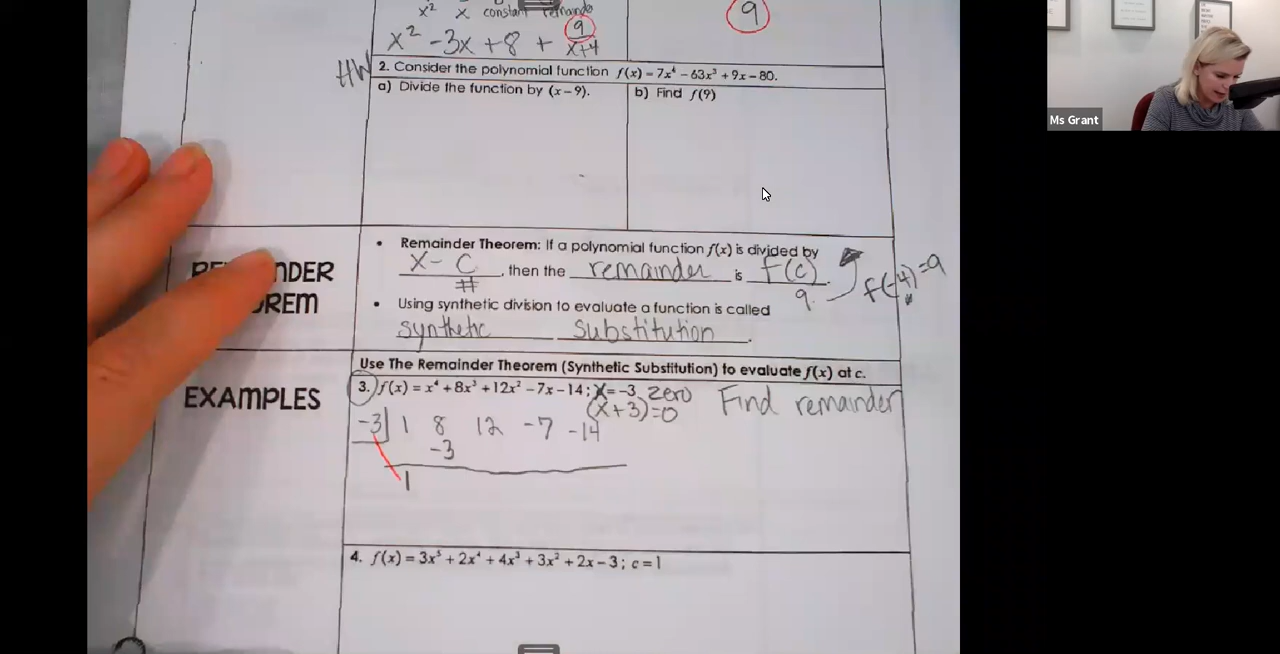 x² x constant remainde
x² -3x +8 + 9/x+4
9
HW
2. Consider the polynomial function f(x) = 7x⁴ - 63x³ + 9x - 80.
a) Divide the function by (x - 9).
b) Find f(9)
Ms Grant
• Remainder Theorem: If a polynomial function f(x) is divided by
x - c, then the remainder is f(c).
#
9
f(-4)=9
• Using synthetic division to evaluate a function is called
synthetic substitution.
Use The Remainder Theorem (Synthetic Substitution) to evaluate f(x) at c.
EXAMPLES
3. f(x) = x⁴ + 8x³ + 12x² - 7x - 14; x = -3 zero
(x+3)=0
Find remainder
-3 1 8 12 -7 -14
-3
1
4. f(x) = 3x⁵ + 2x⁴ + 4x³ + 3x² + 2x - 3; c = 1